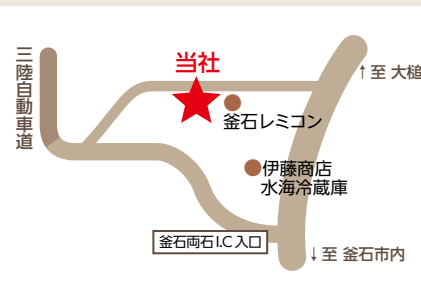 三陸自動車道
当社
↑至 大槌
釜石レミコン
伊藤商店
水海冷蔵庫
釜石両石I.C入口
↓至 釜石市内